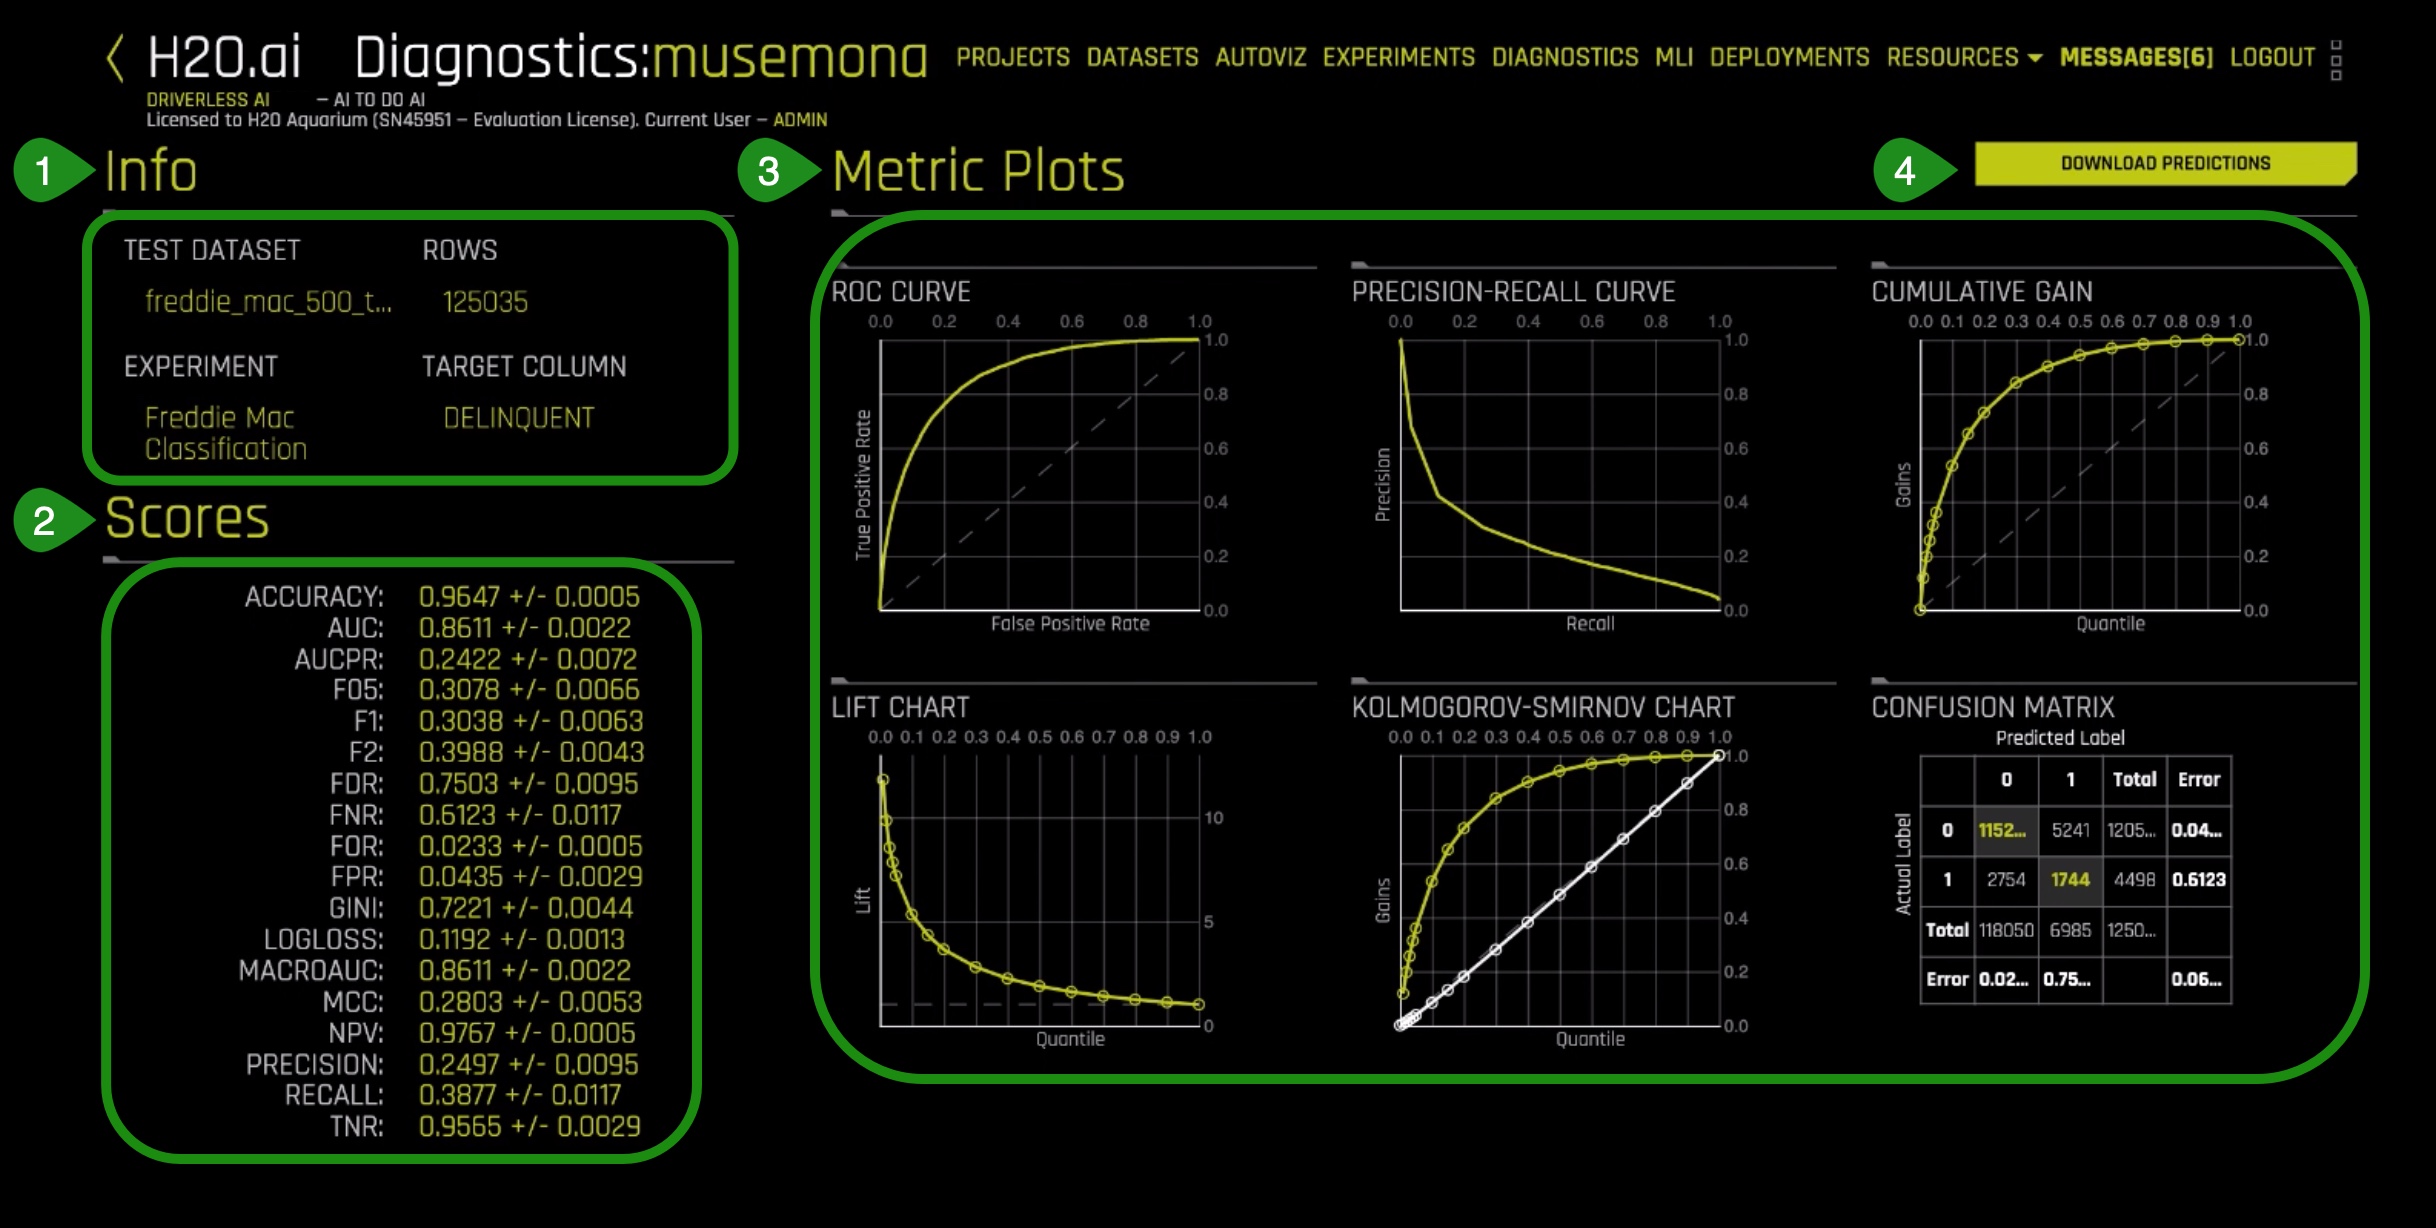 H2O.ai Diagnostics:musemona PROJECTS DATASETS AUTOVIZ EXPERIMENTS DIAGNOSTICS MLI DEPLOYMENTS RESOURCES MESSAGES[6] LOGOUT
DRIVERLESS AI — AI TO DO AI
Licensed to H2O Aquarium (SN45951 — Evaluation License). Current User — ADMIN
1 Info
TEST DATASET ROWS
freddie_mac_500_t... 125035
EXPERIMENT TARGET COLUMN
Freddie Mac DELINQUENT
Classification
2 Scores
ACCURACY: 0.9647 +/- 0.0005
AUC: 0.8611 +/- 0.0022
AUCPR: 0.2422 +/- 0.0072
F05: 0.3078 +/- 0.0066
F1: 0.3038 +/- 0.0063
F2: 0.3988 +/- 0.0043
FDR: 0.7503 +/- 0.0095
FNR: 0.6123 +/- 0.0117
FOR: 0.0233 +/- 0.0005
FPR: 0.0435 +/- 0.0029
GINI: 0.7221 +/- 0.0044
LOGLOSS: 0.1192 +/- 0.0013
MACROAUC: 0.8611 +/- 0.0022
MCC: 0.2803 +/- 0.0053
NPV: 0.9767 +/- 0.0005
PRECISION: 0.2497 +/- 0.0095
RECALL: 0.3877 +/- 0.0117
TNR: 0.9565 +/- 0.0029
3 Metric Plots
4 DOWNLOAD PREDICTIONS
ROC CURVE
0.0 0.2 0.4 0.6 0.8 1.0
1.0
0.8
0.6
0.4
0.2
0.0
True Positive Rate
False Positive Rate
PRECISION-RECALL CURVE
0.0 0.2 0.4 0.6 0.8 1.0
1.0
0.8
0.6
0.4
0.2
0.0
Precision
Recall
CUMULATIVE GAIN
0.0 0.1 0.2 0.3 0.4 0.5 0.6 0.7 0.8 0.9 1.0
1.0
0.8
0.6
0.4
0.2
0.0
Gains
Quantile
LIFT CHART
0.0 0.1 0.2 0.3 0.4 0.5 0.6 0.7 0.8 0.9 1.0
10
5
0
Lift
Quantile
KOLMOGOROV-SMIRNOV CHART
0.0 0.1 0.2 0.3 0.4 0.5 0.6 0.7 0.8 0.9 1.0
1.0
0.8
0.6
0.4
0.2
0.0
Gains
Quantile
CONFUSION MATRIX
Predicted Label
Actual Label
0 1 Total Error
0 1152... 5241 1205... 0.04...
1 2754 1744 4498 0.6123
Total 118050 6985 1250...
Error 0.02... 0.75... 0.06...